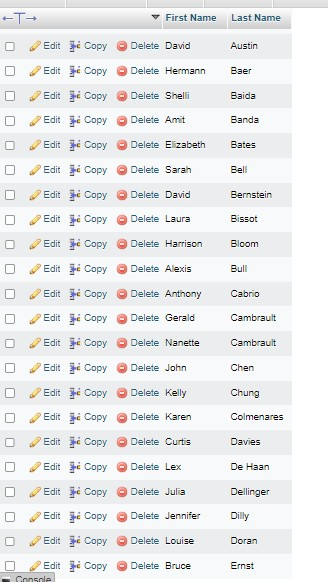 ←T→ First Name Last Name
Edit Copy Delete David Austin
Edit Copy Delete Hermann Baer
Edit Copy Delete Shelli Baida
Edit Copy Delete Amit Banda
Edit Copy Delete Elizabeth Bates
Edit Copy Delete Sarah Bell
Edit Copy Delete David Bernstein
Edit Copy Delete Laura Bissot
Edit Copy Delete Harrison Bloom
Edit Copy Delete Alexis Bull
Edit Copy Delete Anthony Cabrio
Edit Copy Delete Gerald Cambrault
Edit Copy Delete Nanette Cambrault
Edit Copy Delete John Chen
Edit Copy Delete Kelly Chung
Edit Copy Delete Karen Colmenares
Edit Copy Delete Curtis Davies
Edit Copy Delete Lex De Haan
Edit Copy Delete Julia Dellinger
Edit Copy Delete Jennifer Dilly
Edit Copy Delete Louise Doran
Edit Copy Delete Bruce Ernst
Console